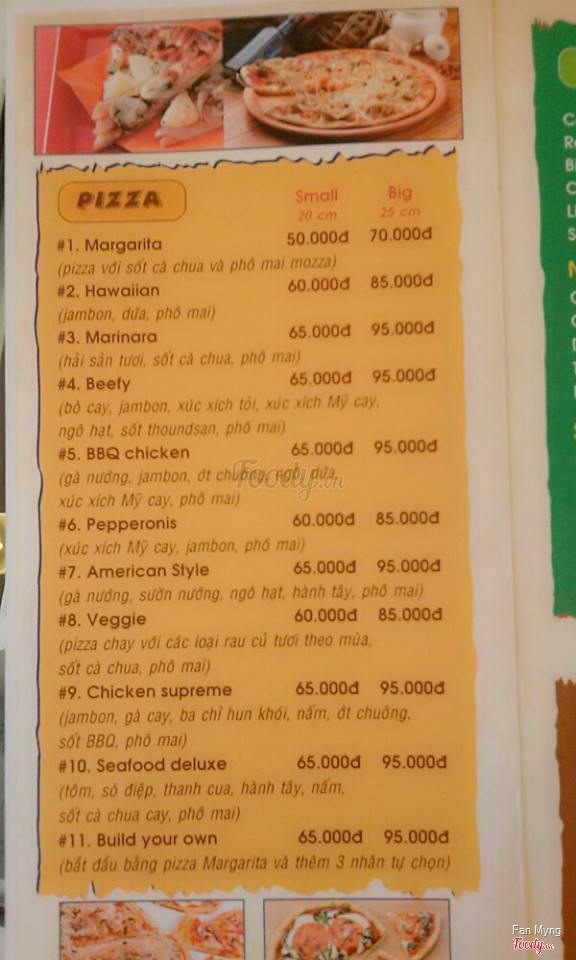 PIZZA Small Big
20 cm 25 cm
#1. Margarita 50.000đ 70.000đ
(pizza với sốt cà chua và phô mai mozza)
#2. Hawaiian 60.000đ 85.000đ
(jambon, dứa, phô mai)
#3. Marinara 65.000đ 95.000đ
(hải sản tươi, sốt cà chua, phô mai)
#4. Beefy 65.000đ 95.000đ
(bò cay, jambon, xúc xích tỏi, xúc xích Mỹ cay,
ngô hạt, sốt thoundsan, phô mai)
#5. BBQ chicken 65.000đ 95.000đ
(gà nướng, jambon, ớt chuông, ngô, dứa,
Foody.vn
xúc xích Mỹ cay, phô mai)
#6. Pepperonis 60.000đ 85.000đ
(xúc xích Mỹ cay, jambon, phô mai)
#7. American Style 65.000đ 95.000đ
(gà nướng, sườn nướng, ngô hạt, hành tây, phô mai)
#8. Veggie 60.000đ 85.000đ
(pizza chay với các loại rau củ tươi theo mùa,
sốt cà chua, phô mai)
#9. Chicken supreme 65.000đ 95.000đ
(jambon, gà cay, ba chỉ hun khói, nấm, ớt chuông,
sốt BBQ, phô mai)
#10. Seafood deluxe 65.000đ 95.000đ
(tôm, sò điệp, thanh cua, hành tây, nấm,
sốt cà chua cay, phô mai)
#11. Build your own 65.000đ 95.000đ
(bắt đầu bằng pizza Margarita và thêm 3 nhân tự chọn)
Fan Myng
Foody.vn